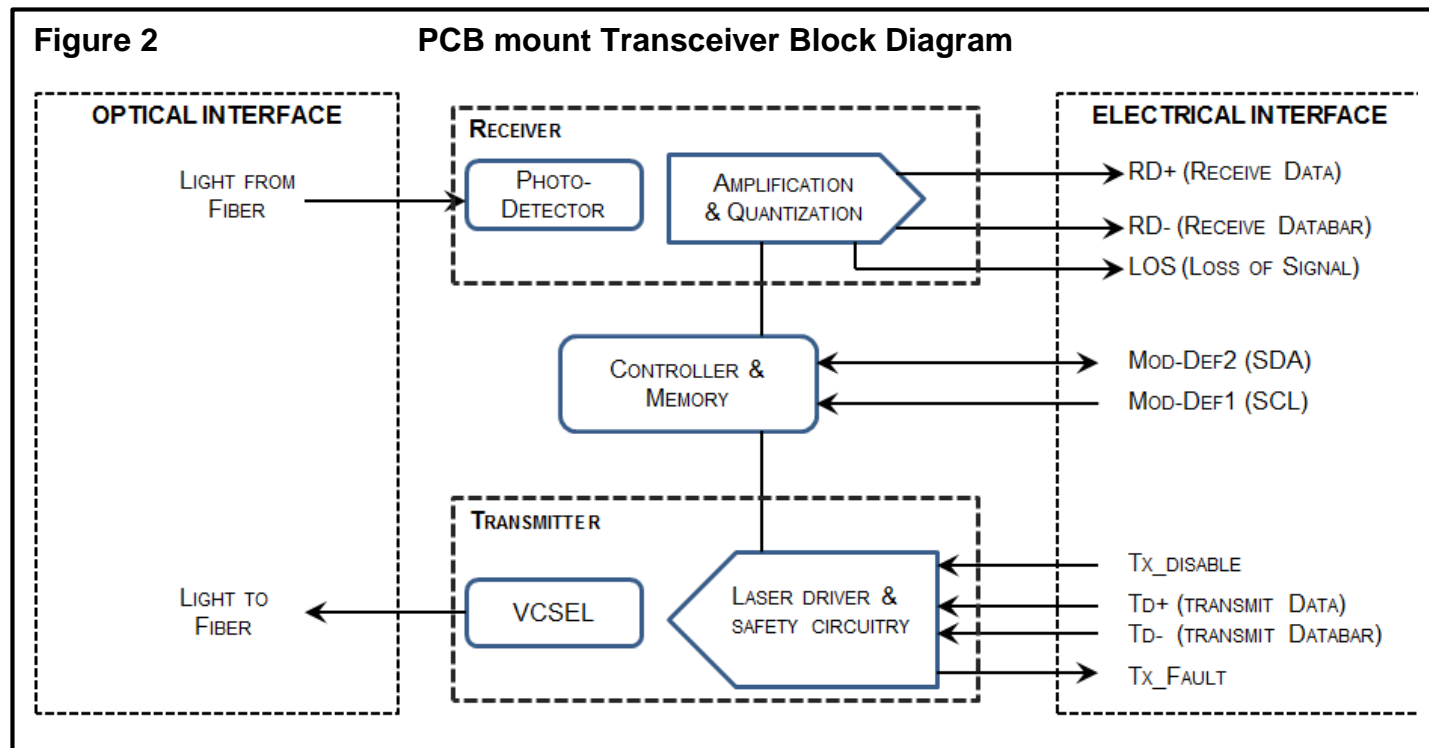 Figure 2 PCB mount Transceiver Block Diagram
OPTICAL INTERFACE
LIGHT FROM
FIBER
LIGHT TO
FIBER
RECEIVER
PHOTO-
DETECTOR
AMPLIFICATION
& QUANTIZATION
CONTROLLER &
MEMORY
TRANSMITTER
VCSEL
LASER DRIVER &
SAFETY CIRCUITRY
ELECTRICAL INTERFACE
RD+ (RECEIVE DATA)
RD- (RECEIVE DATABAR)
LOS (LOSS OF SIGNAL)
MOD-DEF2 (SDA)
MOD-DEF1 (SCL)
TX_DISABLE
TD+ (TRANSMIT DATA)
TD- (TRANSMIT DATABAR)
TX_FAULT